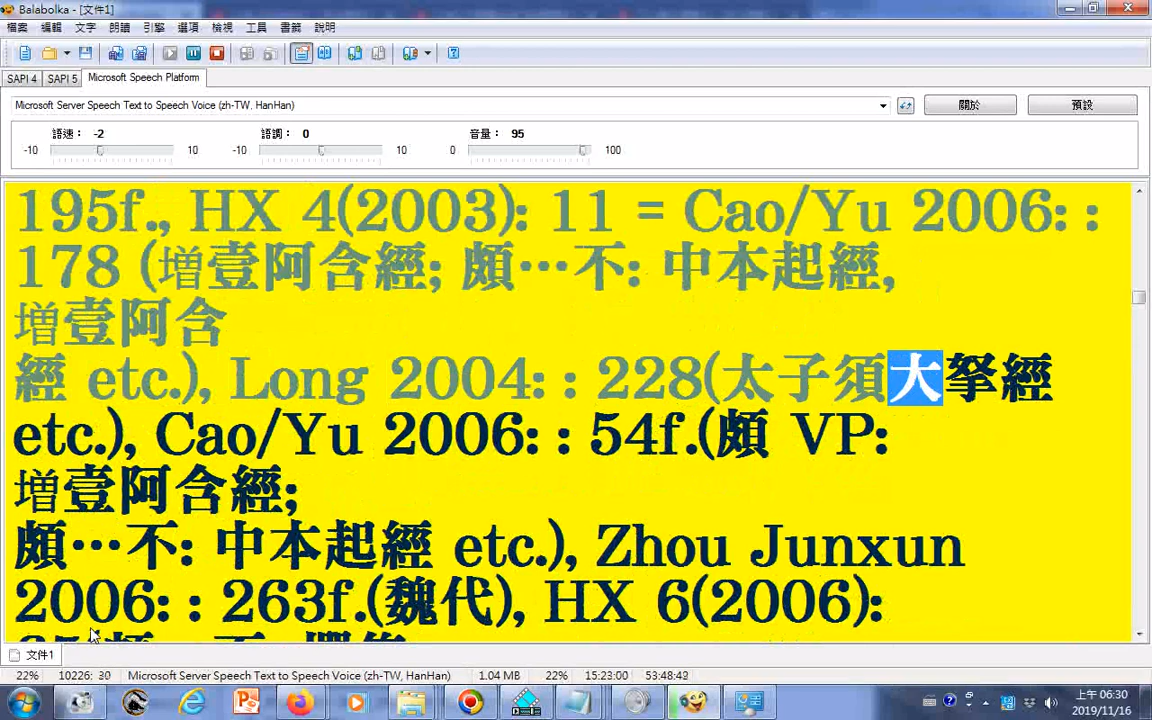 Balabolka - [文件1]
檔案 編輯 文字 朗讀 引擎 選項 檢視 工具 書籤 說明
SAPI 4 SAPI 5 Microsoft Speech Platform
Microsoft Server Speech Text to Speech Voice (zh-TW, HanHan) 關於 預設
語速： -2 語調： 0 音量： 95
-10 10 -10 10 0 100
195f., HX 4(2003): 11 = Cao/Yu 2006: :
178 (増壹阿含經; 頗…不: 中本起經,
増壹阿含
經 etc.), Long 2004: : 228(太子須大拏經
etc.), Cao/Yu 2006: : 54f.(頗 VP:
増壹阿含經;
頗…不: 中本起經 etc.), Zhou Junxun
2006: : 263f.(魏代), HX 6(2006):
文件1
22% 10226: 30 Microsoft Server Speech Text to Speech Voice (zh-TW, HanHan) 1.04 MB 22% 15:23:00 53:48:42
上午 06:30
2019/11/16